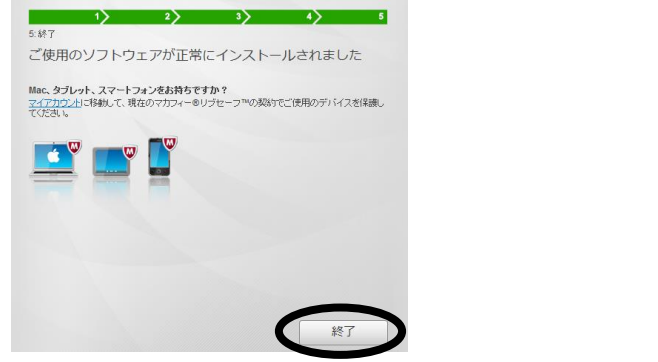 1 2 3 4 5
5: 終了
ご使用のソフトウェアが正常にインストールされました
Mac、タブレット、スマートフォンをお持ちですか?
マイアカウントに移動して、現在のマカフィー®リブセーフ™の契約でご使用のデバイスを保護し
てください。
終了